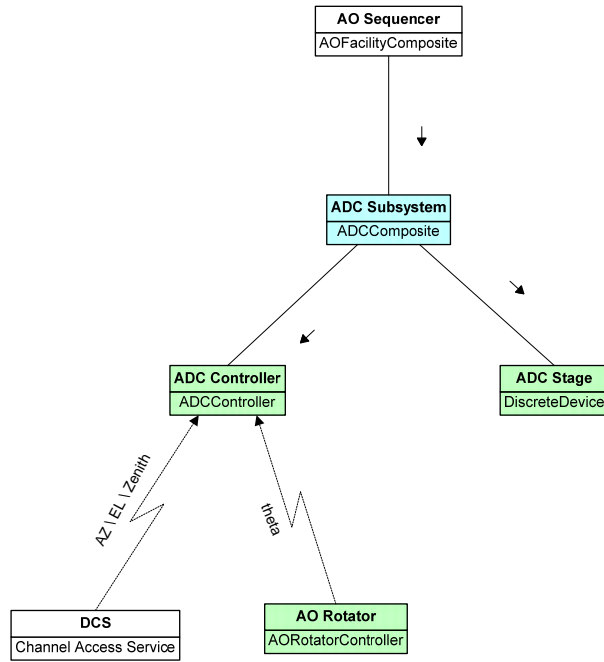 AO Sequencer
AOFacilityComposite
ADC Subsystem
ADCComposite
ADC Controller
ADCController
ADC Stage
DiscreteDevice
AZ \ EL \ Zenith
theta
DCS
Channel Access Service
AO Rotator
AORotatorController